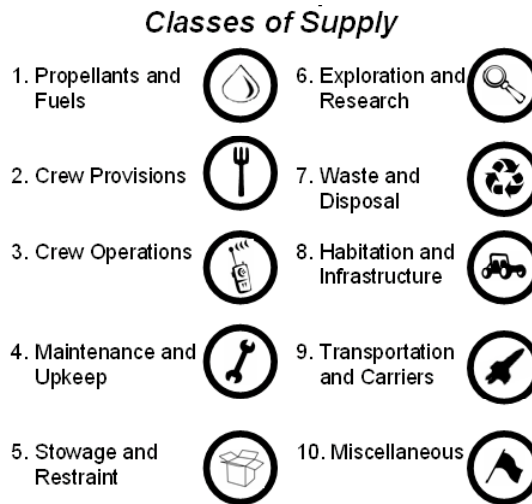 Classes of Supply
1. Propellants and
Fuels
2. Crew Provisions
3. Crew Operations
4. Maintenance and
Upkeep
5. Stowage and
Restraint
6. Exploration and
Research
7. Waste and
Disposal
8. Habitation and
Infrastructure
9. Transportation
and Carriers
10. Miscellaneous